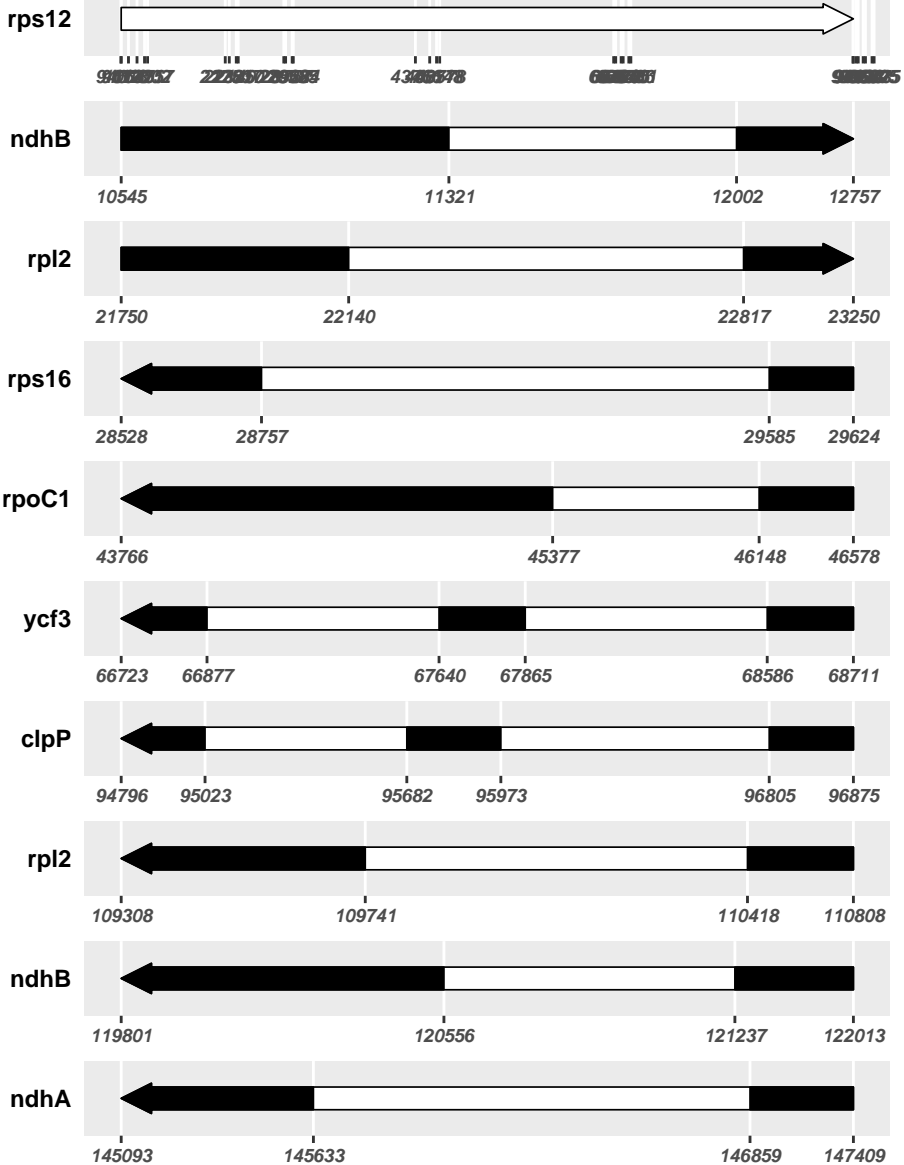 rps12
ndhB
10545 11321 12002 12757
rpl2
21750 22140 22817 23250
rps16
28528 28757 29585 29624
rpoC1
43766 45377 46148 46578
ycf3
66723 66877 67640 67865 68586 68711
clpP
94796 95023 95682 95973 96805 96875
rpl2
109308 109741 110418 110808
ndhB
119801 120556 121237 122013
ndhA
145093 145633 146859 147409